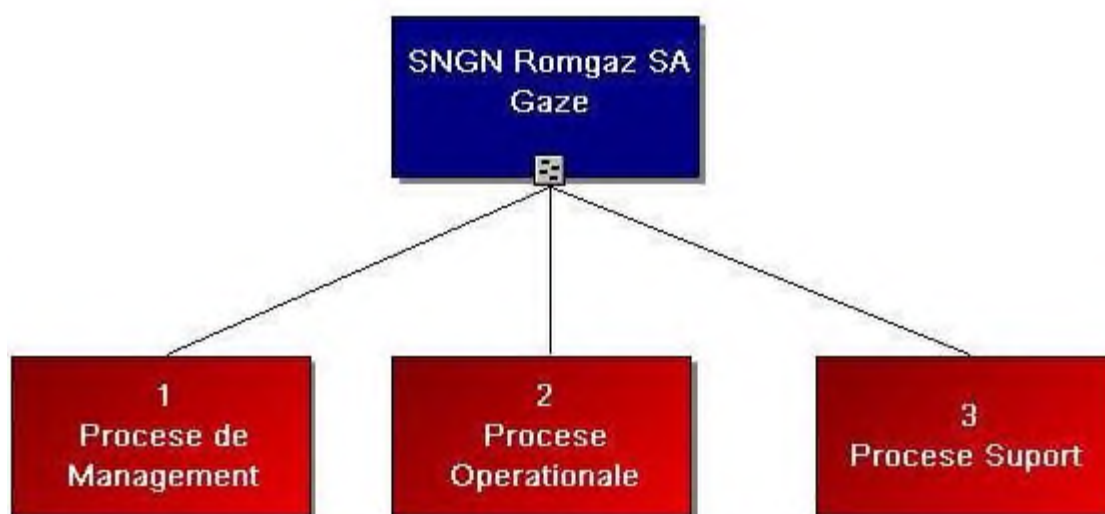 SNGN Romgaz SA
Gaze
1
Procese de
Management
2
Procese
Operationale
3
Procese Suport